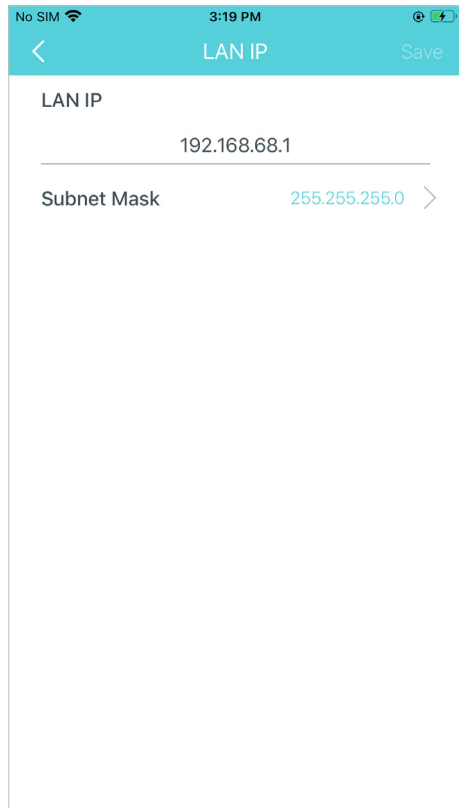 No SIM 3:19 PM
LAN IP Save
LAN IP
192.168.68.1
Subnet Mask 255.255.255.0